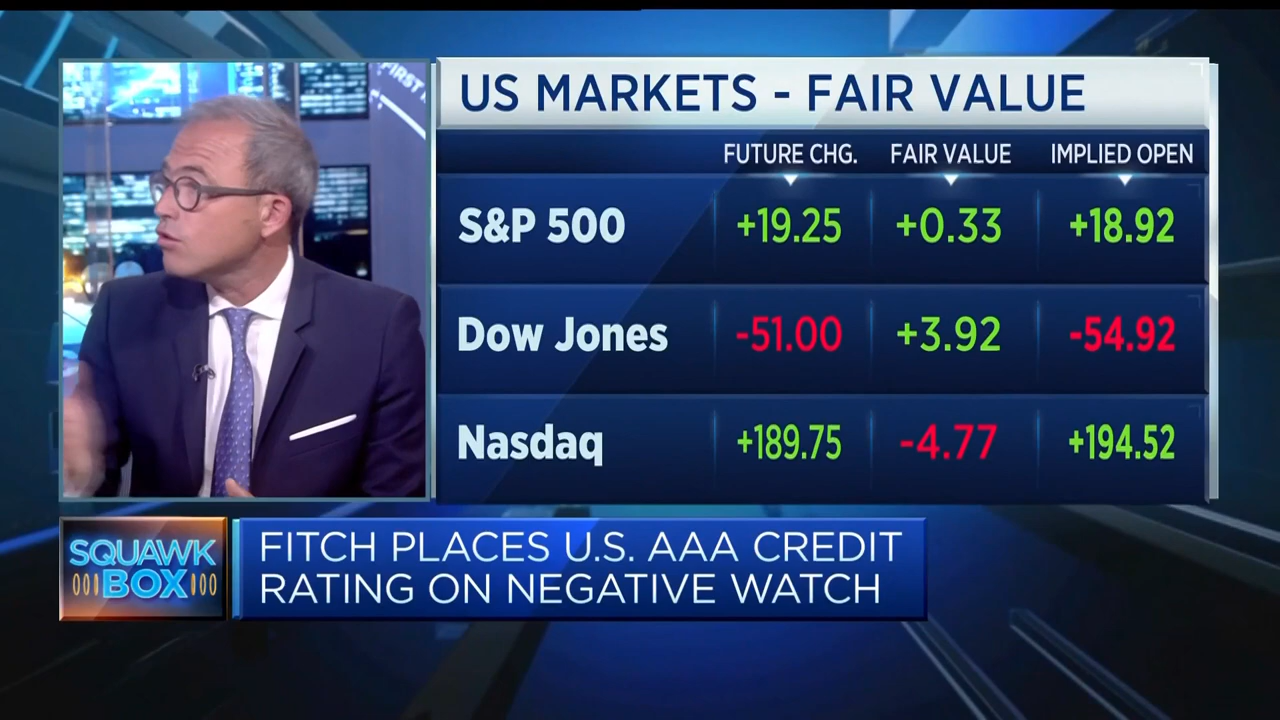 FIRST
US MARKETS - FAIR VALUE
FUTURE CHG. FAIR VALUE IMPLIED OPEN
S&P 500 +19.25 +0.33 +18.92
Dow Jones -51.00 +3.92 -54.92
Nasdaq +189.75 -4.77 +194.52
SQUAWK
BOX
FITCH PLACES U.S. AAA CREDIT
RATING ON NEGATIVE WATCH